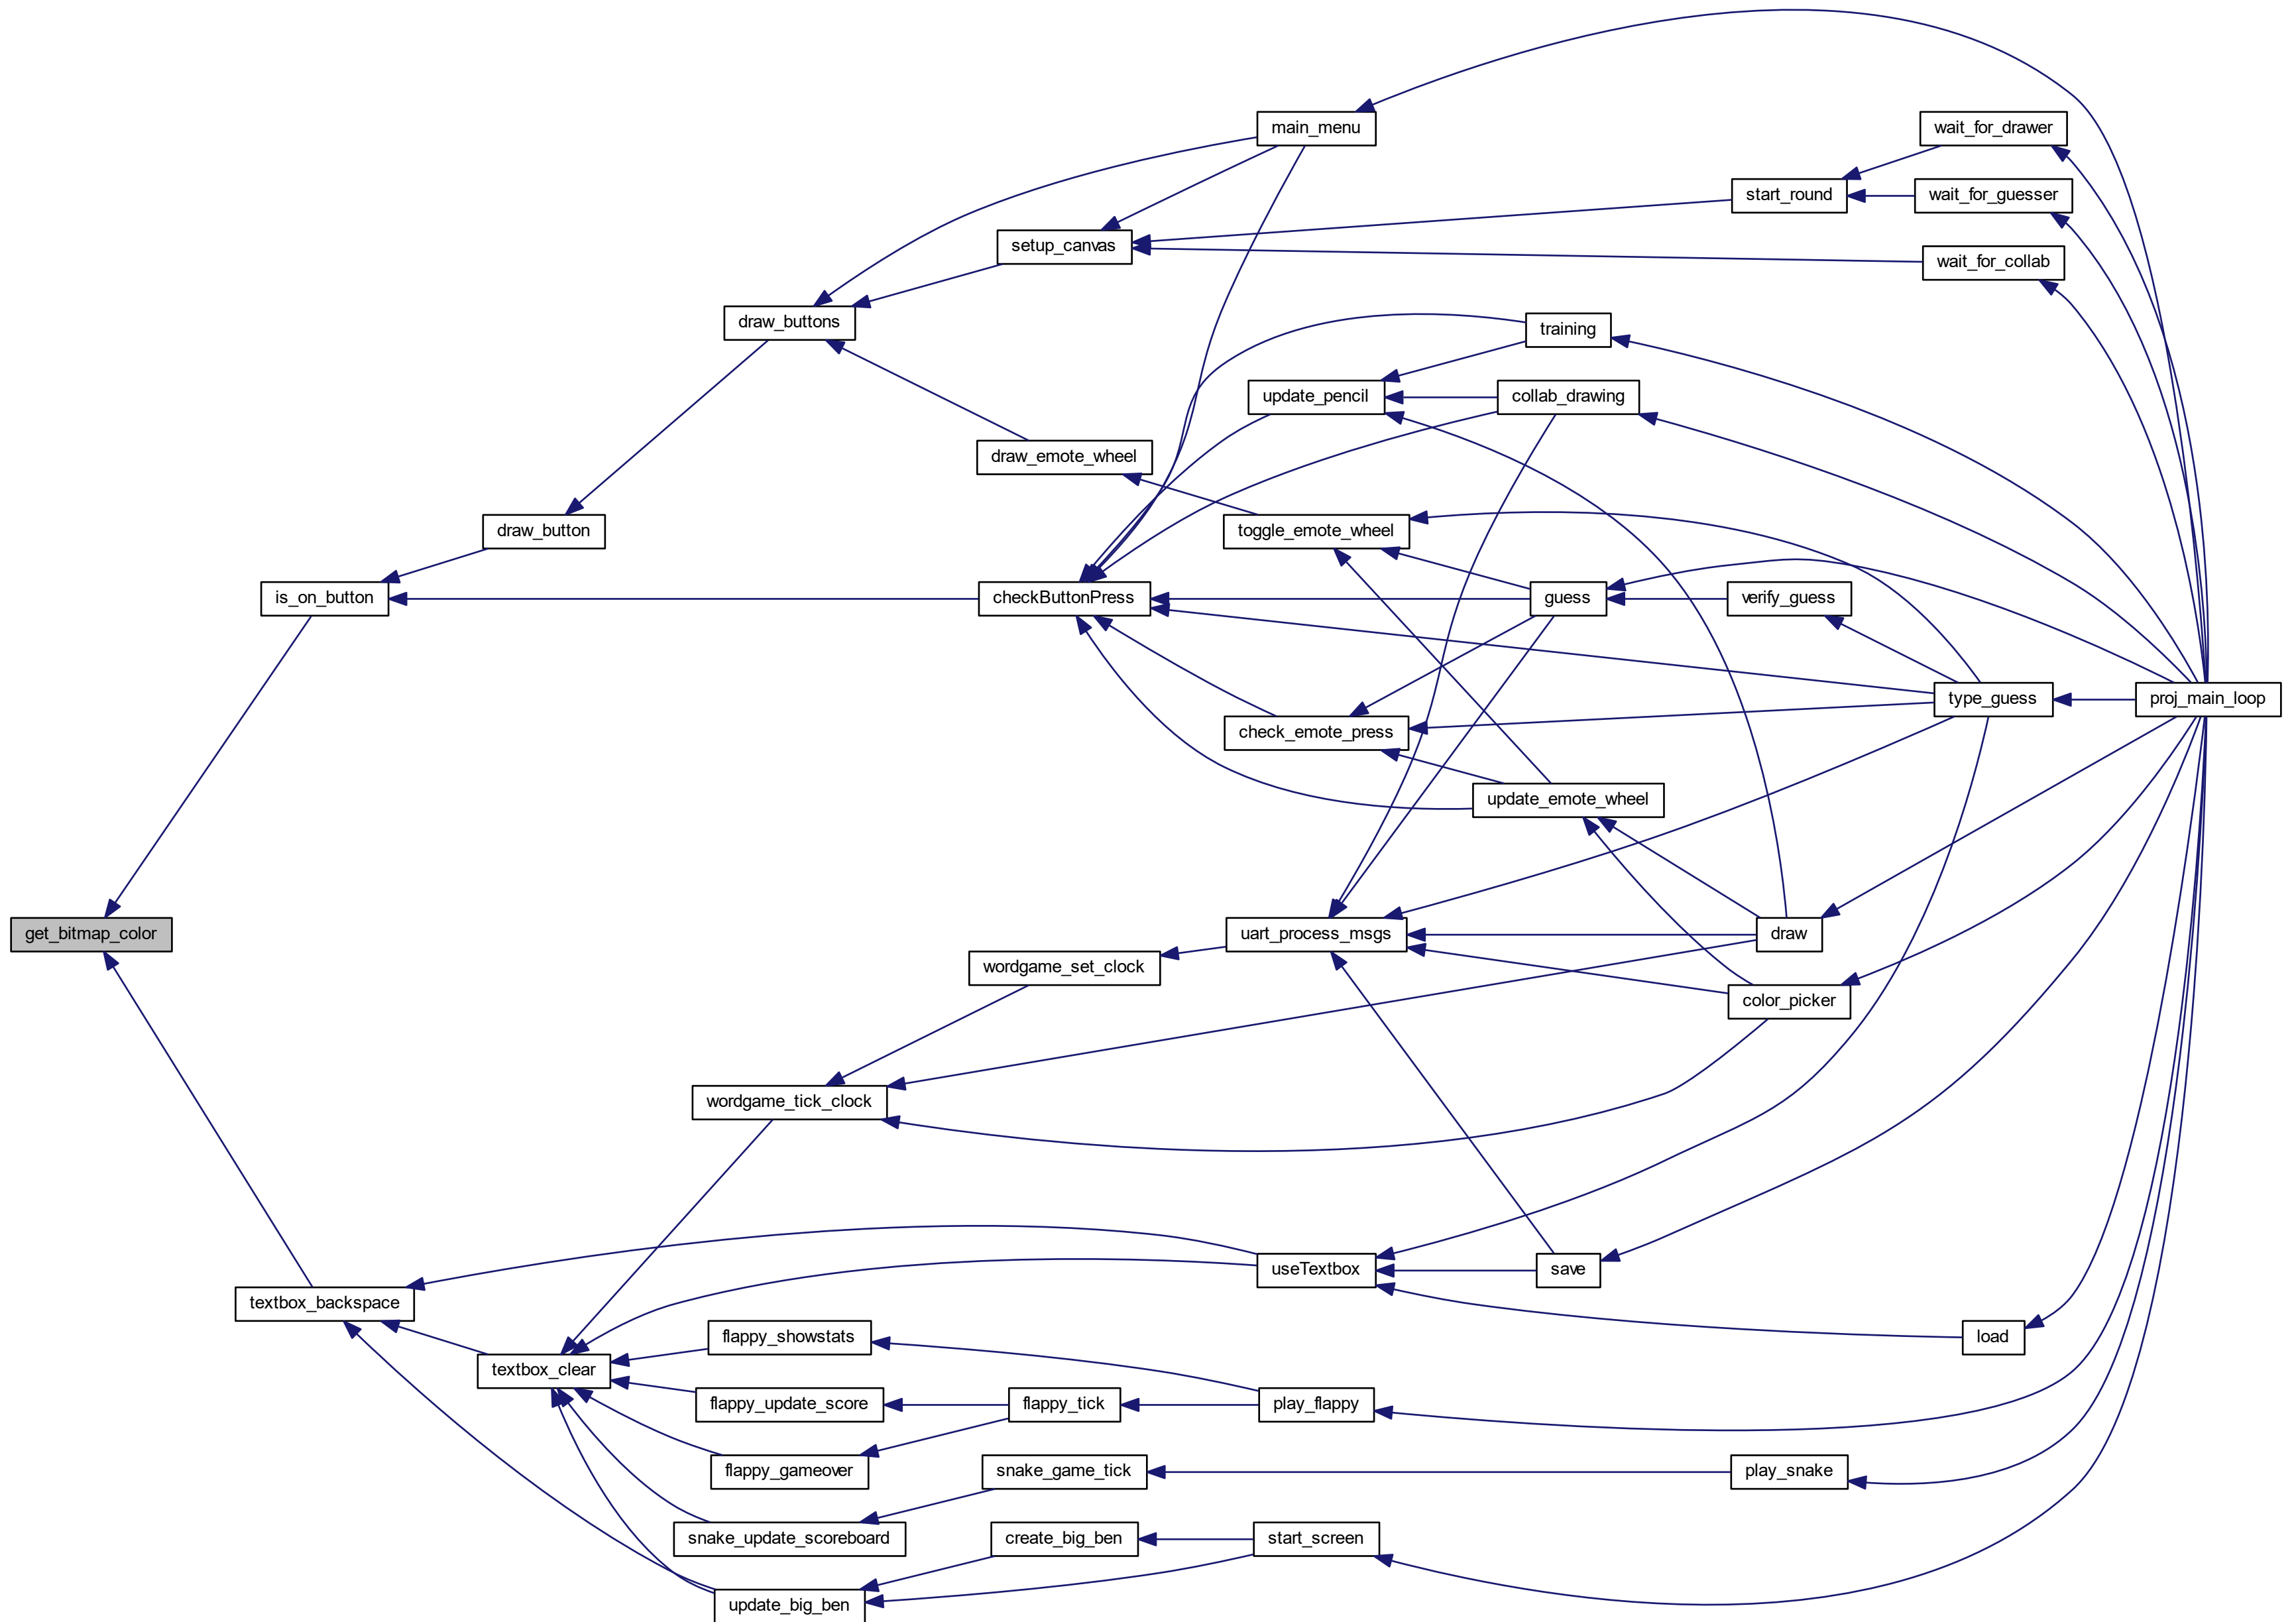 main_menu
wait_for_drawer
start_round
wait_for_guesser
setup_canvas
wait_for_collab
draw_buttons
training
update_pencil
collab_drawing
draw_emote_wheel
draw_button
toggle_emote_wheel
is_on_button
checkButtonPress
guess
verify_guess
type_guess
proj_main_loop
check_emote_press
update_emote_wheel
get_bitmap_color
uart_process_msgs
draw
wordgame_set_clock
color_picker
wordgame_tick_clock
useTextbox
save
textbox_backspace
flappy_showstats
load
textbox_clear
flappy_update_score
flappy_tick
play_flappy
flappy_gameover
snake_game_tick
play_snake
snake_update_scoreboard
create_big_ben
start_screen
update_big_ben